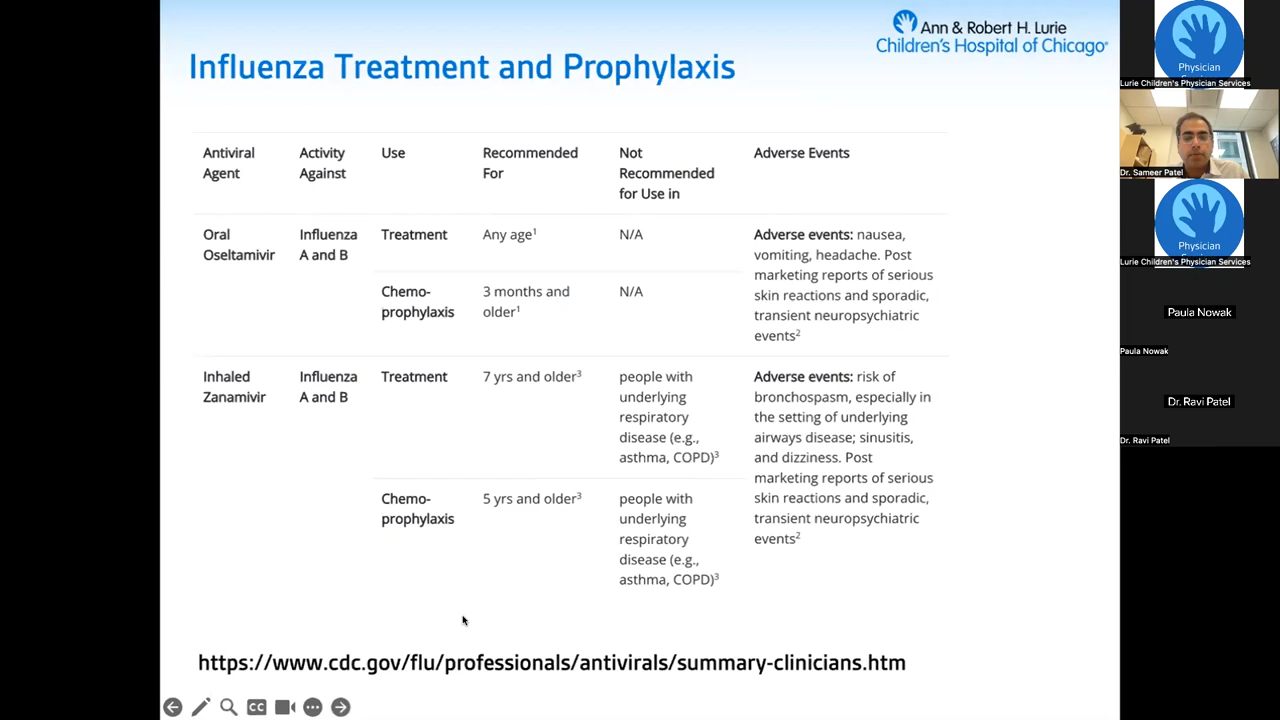 Ann & Robert H. Lurie
Children's Hospital of Chicago®
Influenza Treatment and Prophylaxis
Antiviral
Agent
Activity
Against
Use
Recommended
For
Not
Recommended
for Use in
Adverse Events
Oral
Oseltamivir
Influenza
A and B
Treatment
Any age¹
N/A
Adverse events: nausea,
vomiting, headache. Post
marketing reports of serious
skin reactions and sporadic,
transient neuropsychiatric
events²
Chemo-
prophylaxis
3 months and
older¹
N/A
Inhaled
Zanamivir
Influenza
A and B
Treatment
7 yrs and older³
people with
underlying
respiratory
disease (e.g.,
asthma, COPD)³
Adverse events: risk of
bronchospasm, especially in
the setting of underlying
airways disease; sinusitis,
and dizziness. Post
marketing reports of serious
skin reactions and sporadic,
transient neuropsychiatric
events²
Chemo-
prophylaxis
5 yrs and older³
people with
underlying
respiratory
disease (e.g.,
asthma, COPD)³
https://www.cdc.gov/flu/professionals/antivirals/summary-clinicians.htm
CC
Physician
Lurie Children's Physician Services
Dr. Sameer Patel
Physician
Lurie Children's Physician Services
Paula Nowak
Paula Nowak
Dr. Ravi Patel
Dr. Ravi Patel